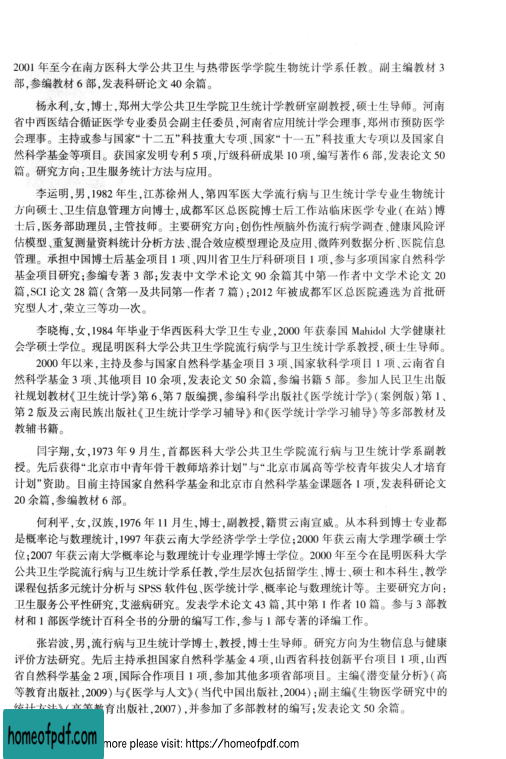 2001 年至今在南方医科大学公共卫生与热带医学学院生物统计学系任教。副主编教材 3
部,参编教材 6 部,发表科研论文 40 余篇。
杨永利,女,博士,郑州大学公共卫生学院卫生统计学教研室副教授,硕士生导师。河南
省中西医结合循证医学专业委员会副主任委员,河南省应用统计学会理事,郑州市预防医学
会理事。主持或参与国家“十二五”科技重大专项、国家“十一五”科技重大专项以及国家自
然科学基金等项目。获国家发明专利 5 项,厅级科研成果 10 项,编写著作 6 部,发表论文 50
篇。研究方向:卫生服务统计方法与应用。
李运明,男,1982 年生,江苏徐州人,第四军医大学流行病与卫生统计学专业生物统计
方向硕士、卫生信息管理方向博士,成都军区总医院博士后工作站临床医学专业(在站)博
士后,医务部助理员,主管技师。主要研究方向:创伤性颅脑外伤流行病学调查、健康风险评
估模型、重复测量资料统计分析方法、混合效应模型理论及应用、微阵列数据分析、医院信息
管理。承担中国博士后基金项目 1 项、四川省卫生厅科研项目 1 项,参与多项国家自然科学
基金项目研究;参编专著 3 部;发表中文学术论文 90 余篇其中第一作者中文学术论文 20
篇,SCI 论文 28 篇(含第一及共同第一作者 7 篇);2012 年被成都军区总医院遴选为首批研
究型人才,荣立三等功一次。
李晓梅,女,1984 年毕业于华西医科大学卫生专业,2000 年获泰国 Mahidol 大学健康社
会学硕士学位。现昆明医科大学公共卫生学院流行病学与卫生统计学系教授,硕士生导师。
2000 年以来,主持及参与国家自然科学基金项目 3 项、国家软科学项目 1 项、云南省自
然科学基金 3 项、其他项目 10 余项,发表论文 50 余篇,参编书籍 5 部。参加人民卫生出版
社规划教材《卫生统计学》第 6、第 7 版编撰,参编科学出版社《医学统计学》(案例版)第 1、
第 2 版及云南民族出版社《卫生统计学学习辅导》和《医学统计学学习辅导》等多部教材及
教辅书籍。
闫宇翔,女,1973 年 9 月生,首都医科大学公共卫生学院流行病与卫生统计学系副教
授。先后获得“北京市中青年骨干教师培养计划”与“北京市属高等学校青年拔尖人才培育
计划”资助。目前主持国家自然科学基金和北京市自然科学基金课题各 1 项,发表科研论文
20 余篇,参编教材 6 部。
何利平,女,汉族,1976 年 11 月生,博士,副教授,籍贯云南宣威。从本科到博士专业都
是概率论与数理统计,1997 年获云南大学经济学学士学位;2000 年获云南大学理学硕士学
位;2007 年获云南大学概率论与数理统计专业理学博士学位。2000 年至今在昆明医科大学
公共卫生学院流行病与卫生统计学系任教,学生层次包括留学生、博士、硕士和本科生,教学
课程包括多元统计分析与 SPSS 软件包、医学统计学、概率论与数理统计等。主要研究方向:
卫生服务公平性研究,艾滋病研究。发表学术论文 43 篇,其中第 1 作者 10 篇。参与 3 部教
材和 1 部医学统计百科全书的分册的编写工作,参与 1 部专著的译编工作。
张岩波,男,流行病与卫生统计学博士,教授,博士生导师。研究方向为生物信息与健康
评价方法研究。先后主持承担国家自然科学基金 4 项,山西省科技创新平台项目 1 项,山西
省自然科学基金 2 项,国际合作项目 1 项,参加其他多项省部项目。主编《潜变量分析》(高
等教育出版社,2009)与《医学与人文》(当代中国出版社,2004);副主编《生物医学研究中的
统计方法》(高等教育出版社,2007),并参加了多部教材的编写;发表论文 50 余篇。
homeofpdf.com
more please visit: https://homeofpdf.com